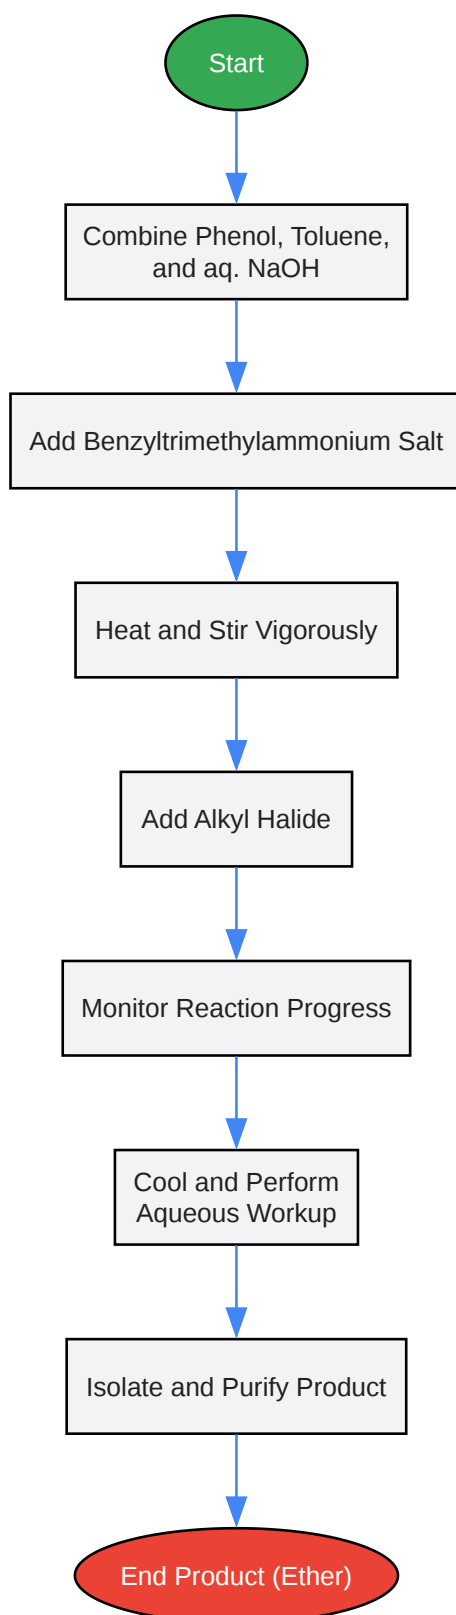 Start
Combine Phenol, Toluene,
and aq. NaOH
Add Benzyltrimethylammonium Salt
Heat and Stir Vigorously
Add Alkyl Halide
Monitor Reaction Progress
Cool and Perform
Aqueous Workup
Isolate and Purify Product
End Product (Ether)